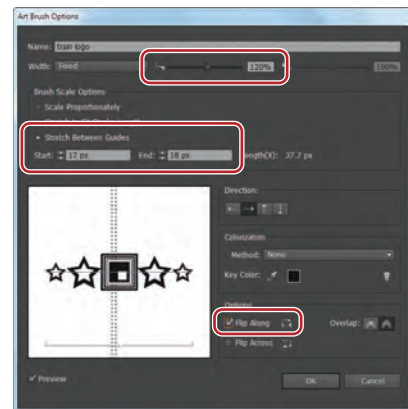 Art Brush Options
Name: train logo
Width: Fixed 120% 100%
Brush Scale Options
Scale Proportionately
Stretch Between Guides
Start: 17 px End: 18 px Length(X): 37.7 px
Direction:
Colorization
Method: None
Key Color:
Options
Flip Along Overlap:
Flip Across
Preview OK Cancel